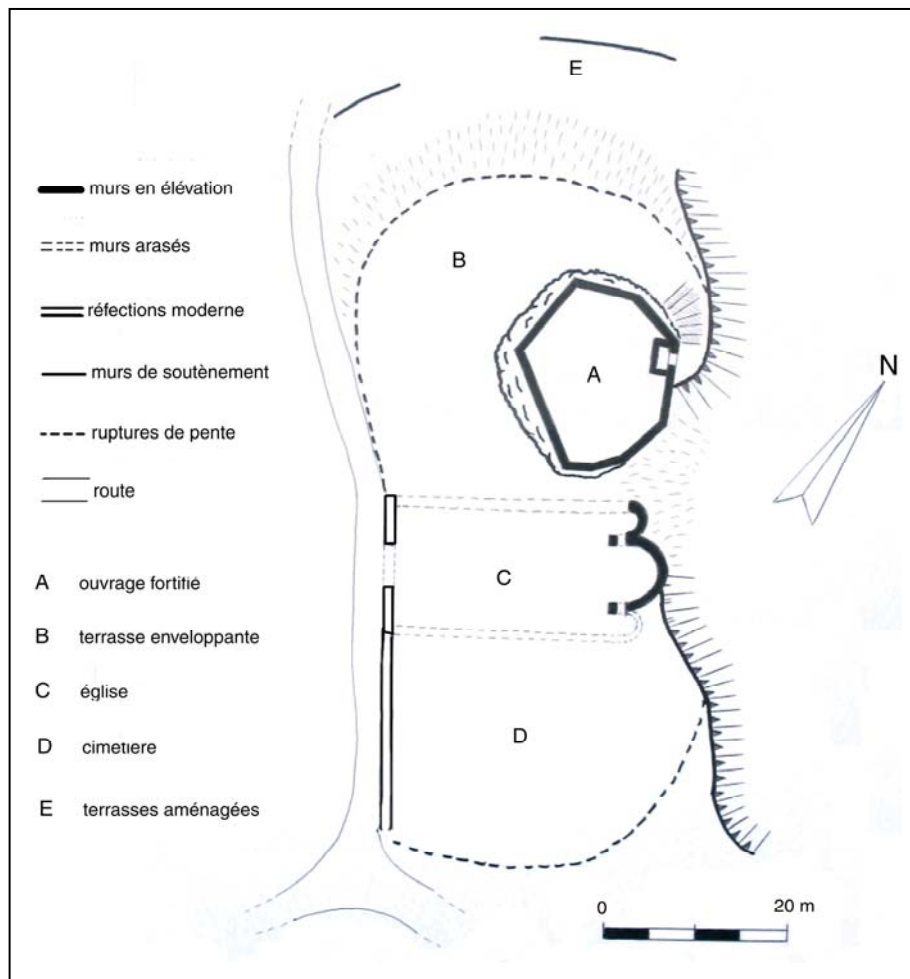 E
murs en élévation
B
murs arasés
réfections moderne
N
murs de soutènement
A
ruptures de pente
route
A ouvrage fortifié
C
B terrasse enveloppante
C église
D
D cimetiere
E terrasses aménagées
0 20 m